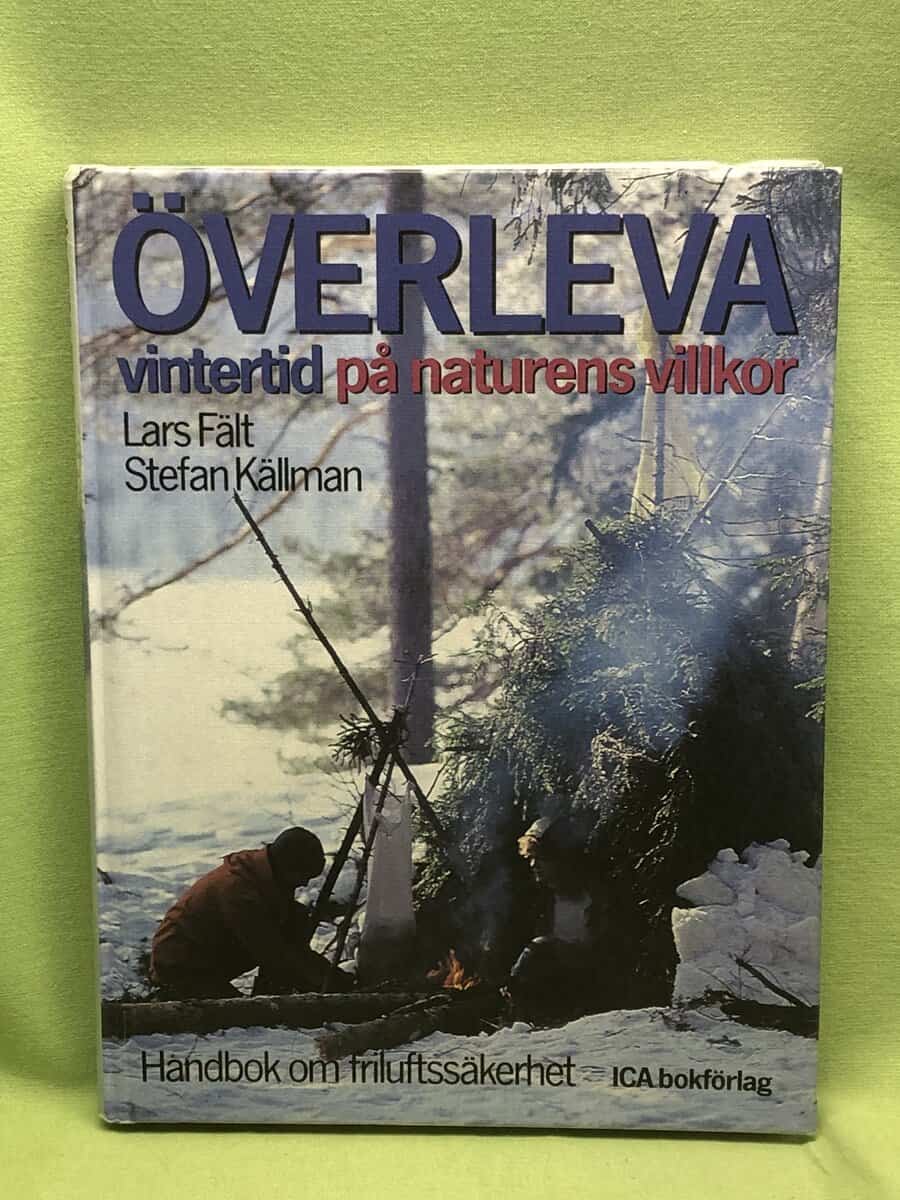 ÖVERLEVA
vintertid på naturens villkor
Lars Fält
Stefan Källman
Handbok om friluftssäkerhet
ICA bokförlag